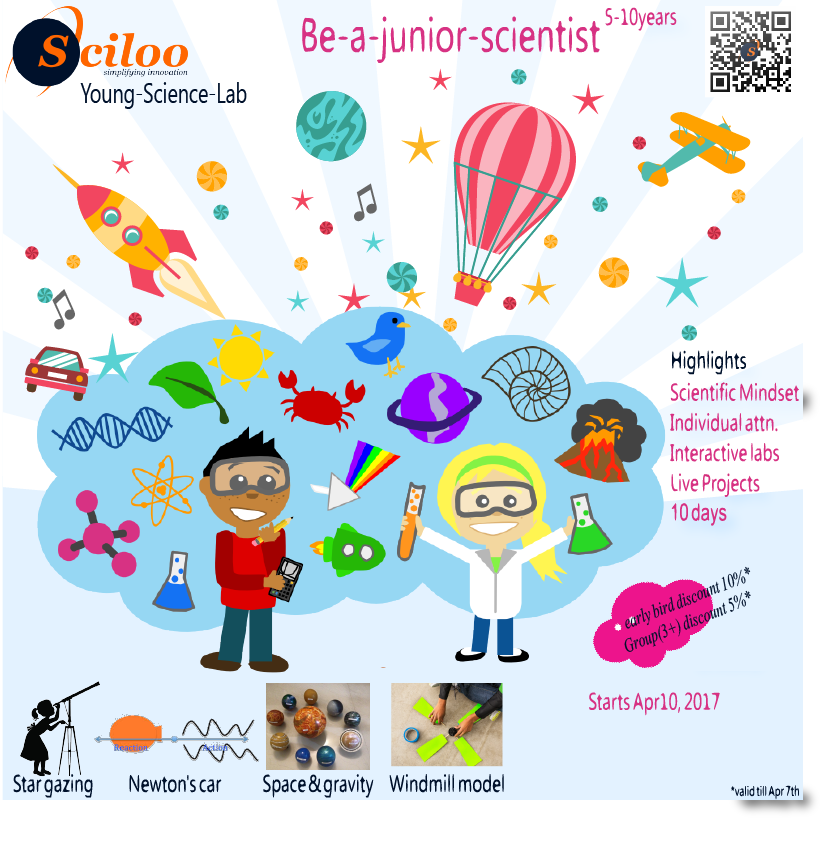 Sciloo
simplifying innovation
Young-Science-Lab
Be-a-junior-scientist 5-10years
S
Highlights
Scientific Mindset
Individual attn.
Interactive labs
Live Projects
10 days
* early bird discount 10%*
* Group(3+) discount 5%*
Starts Apr10, 2017
Reaction
Action
Star gazing
Newton's car
Space & gravity
Windmill model
*valid till Apr 7th